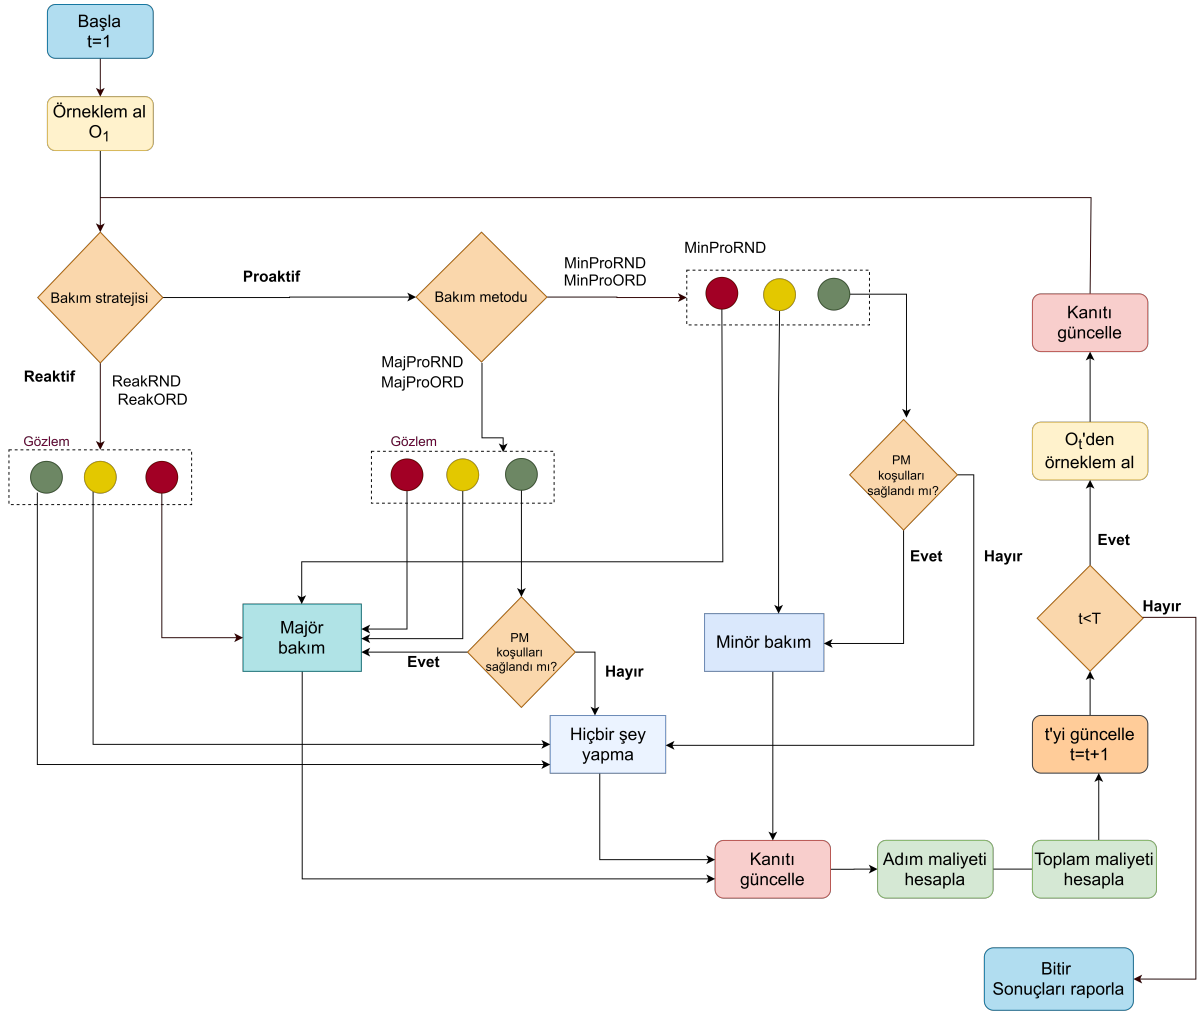 Başla
t=1
Örneklem al
O1
Bakım stratejisi
Proaktif
Bakım metodu
MinProRND
MinProORD
MinProRND
Reaktif
ReakRND
ReakORD
MajProRND
MajProORD
Gözlem
Gözlem
PM
koşulları
sağlandı mı?
Evet
Hayır
Majör
bakım
PM
koşulları
sağlandı mı?
Evet
Hayır
Minör bakım
Hiçbir şey
yapma
Kanıtı
güncelle
Adım maliyeti
hesapla
Toplam maliyeti
hesapla
t'yi güncelle
t=t+1
t<T
Evet
Hayır
Ot'den
örneklem al
Kanıtı
güncelle
Bitir
Sonuçları raporla